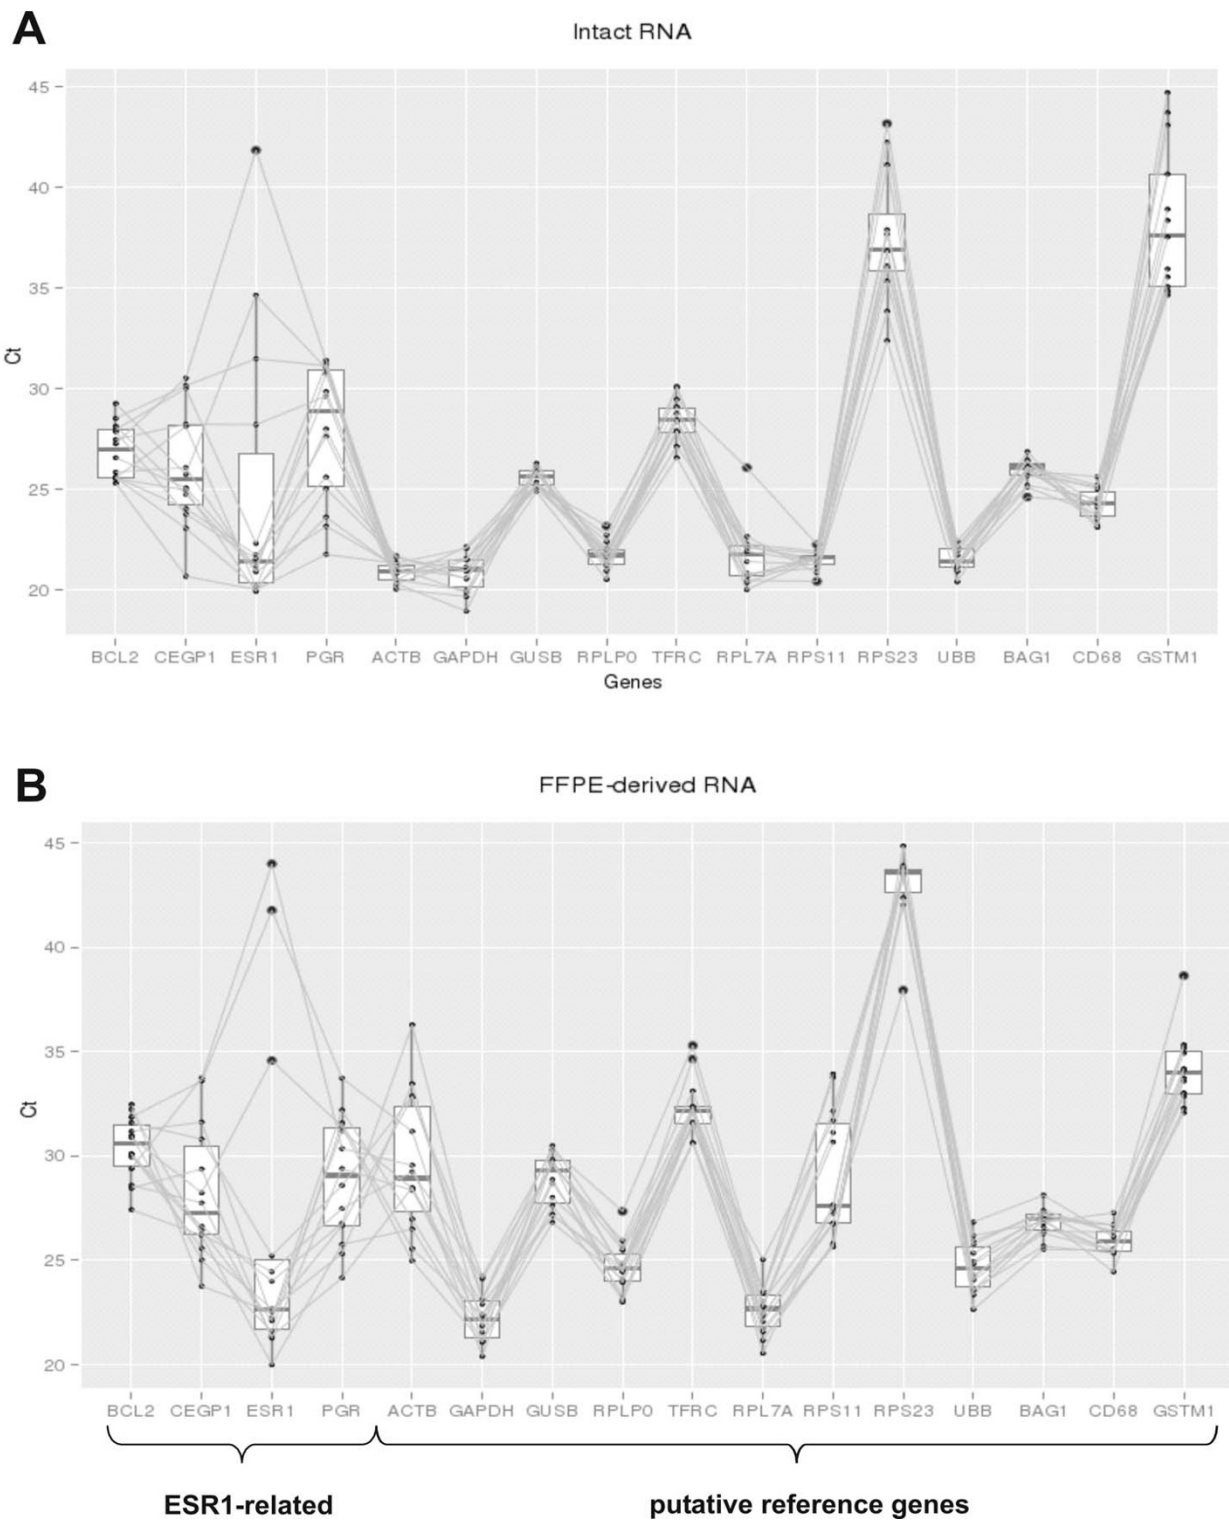 A
Intact RNA
45
40
35
30
25
20
Ct
BCL2 CEGP1 ESR1 PGR ACTB GAPDH GUSB RPLP0 TFRC RPL7A RPS11 RPS23 UBB BAG1 CD68 GSTM1
Genes
B
FFPE-derived RNA
45
40
35
30
25
20
Ct
BCL2 CEGP1 ESR1 PGR ACTB GAPDH GUSB RPLP0 TFRC RPL7A RPS11 RPS23 UBB BAG1 CD68 GSTM1
ESR1-related putative reference genes